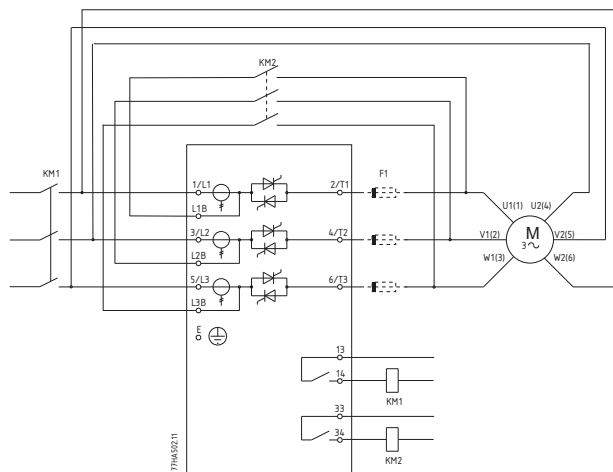 KM2
KM1
1/L1
2/T1
F1
L1B
U1(1)
U2(4)
3/L2
4/T2
V1(2)
M
3~
V2(5)
L2B
W1(3)
W2(6)
5/L3
6/T3
L3B
E
13
14
KM1
33
34
KM2
77HA502.11